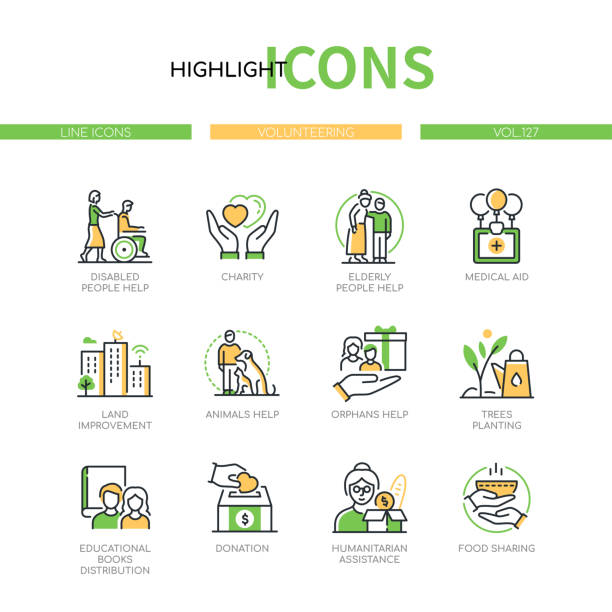 HIGHLIGHT ICONS
LINE ICONS VOLUNTEERING VOL.127
DISABLED
PEOPLE HELP
CHARITY
ELDERLY
PEOPLE HELP
MEDICAL AID
LAND
IMPROVEMENT
ANIMALS HELP
ORPHANS HELP
TREES
PLANTING
EDUCATIONAL
BOOKS
DISTRIBUTION
$
DONATION
$
HUMANITARIAN
ASSISTANCE
FOOD SHARING